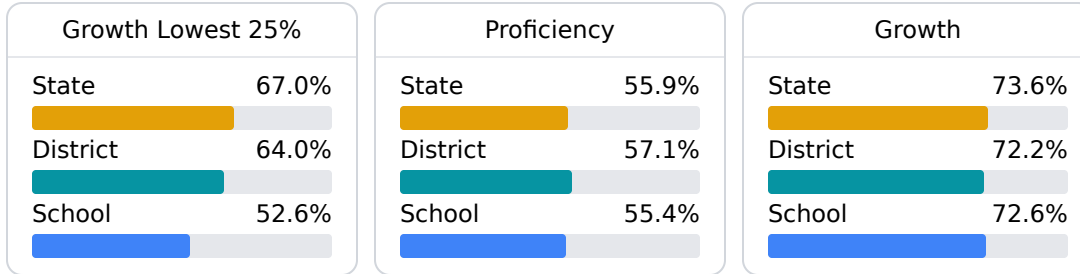 Growth Lowest 25%
State 67.0%
District 64.0%
School 52.6%
Proficiency
State 55.9%
District 57.1%
School 55.4%
Growth
State 73.6%
District 72.2%
School 72.6%